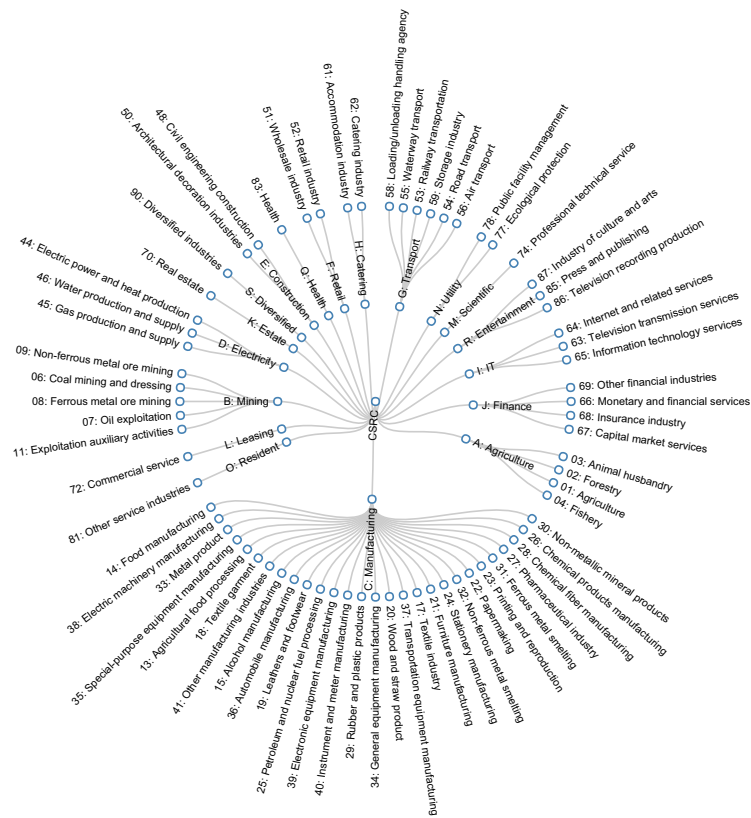 CSRC
G: Transport
58: Loading/unloading handling agency
55: Waterway transport
53: Railway transportation
59: Storage industry
54: Road transport
56: Air transport
N: Utility
78: Public facility management
77: Ecological protection
M: Scientific
74: Professional technical service
R: Entertainment
87: Industry of culture and arts
85: Press and publishing
86: Television recording production
I: IT
64: Internet and related services
63: Television transmission services
65: Information technology services
J: Finance
69: Other financial industries
66: Monetary and financial services
68: Insurance industry
67: Capital market services
A: Agriculture
03: Animal husbandry
02: Forestry
01: Agriculture
04: Fishery
C: Manufacturing
30: Non-metallic mineral products
26: Chemical products manufacturing
28: Chemical fiber manufacturing
27: Pharmaceutical industry
31: Ferrous metal smelting
23: Printing and reproduction
22: Papermaking
32: Non-ferrous metal smelting
24: Stationery manufacturing
21: Furniture manufacturing
17: Textile industry
37: Transportation equipment manufacturing
20: Wood and straw product
34: General equipment manufacturing
29: Rubber and plastic products
40: Instrument and meter manufacturing
39: Electronic equipment manufacturing
25: Petroleum and nuclear fuel processing
19: Leathers and footwear
36: Automobile manufacturing
15: Alcohol manufacturing
41: Other manufacturing industries
18: Textile garment
13: Agricultural food processing
35: Special-purpose equipment manufacturing
33: Metal product
38: Electric machinery manufacturing
14: Food manufacturing
O: Resident
81: Other service industries
L: Leasing
72: Commercial service
B: Mining
11: Exploitation auxiliary activities
07: Oil exploitation
08: Ferrous metal ore mining
06: Coal mining and dressing
09: Non-ferrous metal ore mining
D: Electricity
45: Gas production and supply
46: Water production and supply
44: Electric power and heat production
K: Estate
70: Real estate
S: Diversified
90: Diversified industries
E: Construction
50: Architectural decoration industries
48: Civil engineering construction
Q: Health
83: Health
F: Retail
51: Wholesale industry
52: Retail industry
H: Catering
61: Accommodation industry
62: Catering industry